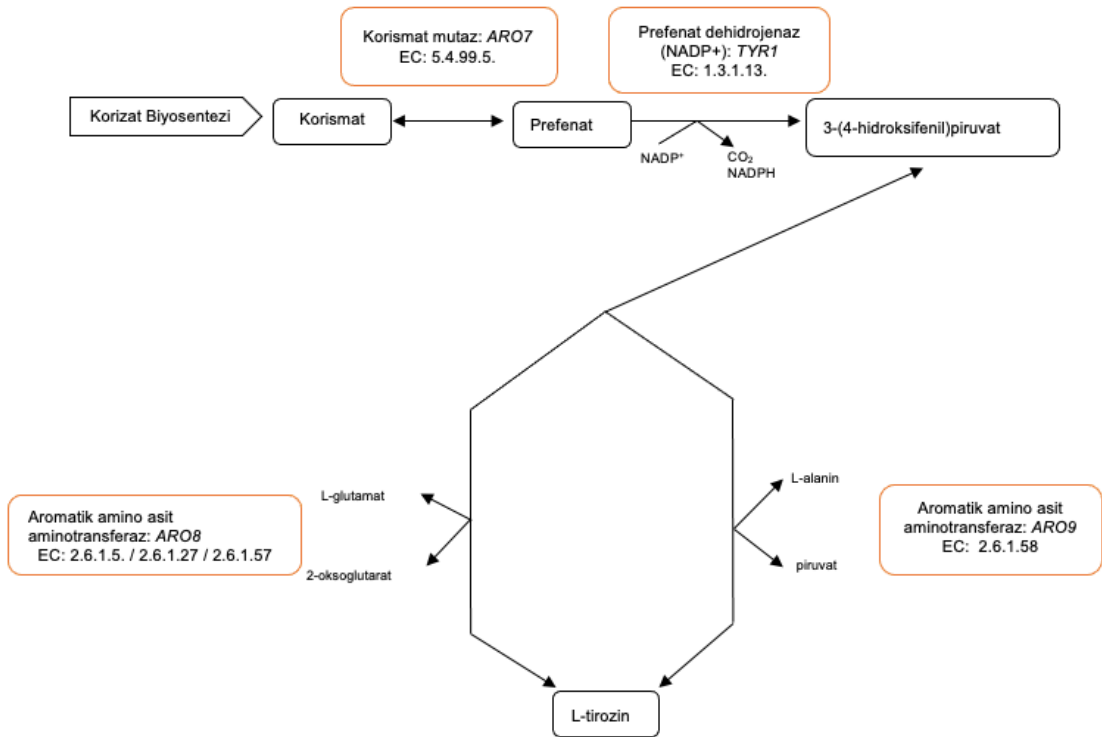 Korismat mutaz: ARO7
EC: 5.4.99.5.
Prefenat dehidrojenaz
(NADP+): TYR1
EC: 1.3.1.13.
Korizat Biyosentezi
Korismat
Prefenat
3-(4-hidroksifenil)piruvat
NADP⁺
CO₂
NADPH
L-glutamat
2-oksoglutarat
Aromatik amino asit
aminotransferaz: ARO8
EC: 2.6.1.5. / 2.6.1.27 / 2.6.1.57
L-alanin
piruvat
Aromatik amino asit
aminotransferaz: ARO9
EC: 2.6.1.58
L-tirozin